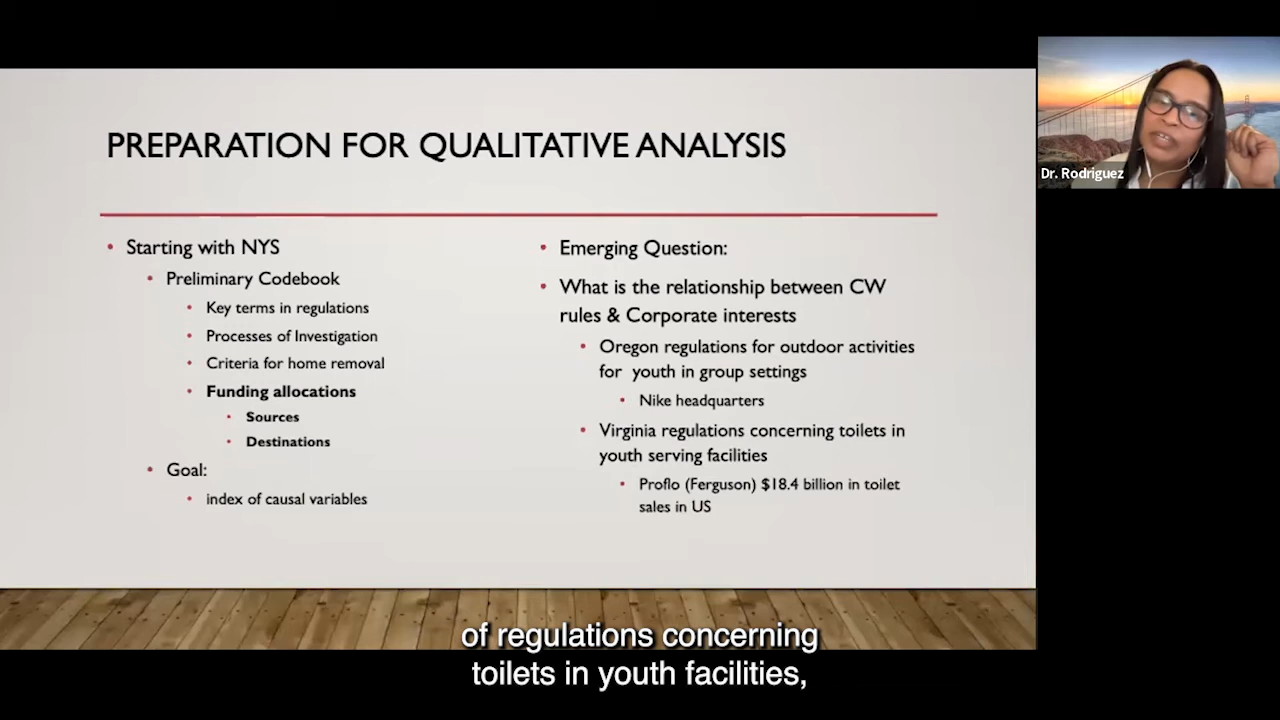 PREPARATION FOR QUALITATIVE ANALYSIS
• Starting with NYS
• Preliminary Codebook
• Key terms in regulations
• Processes of Investigation
• Criteria for home removal
• Funding allocations
• Sources
• Destinations
• Goal:
• index of causal variables
• Emerging Question:
• What is the relationship between CW
rules & Corporate interests
• Oregon regulations for outdoor activities
for youth in group settings
• Nike headquarters
• Virginia regulations concerning toilets in
youth serving facilities
• Proflo (Ferguson) $18.4 billion in toilet
sales in US
Dr. Rodriguez
of regulations concerning
toilets in youth facilities,